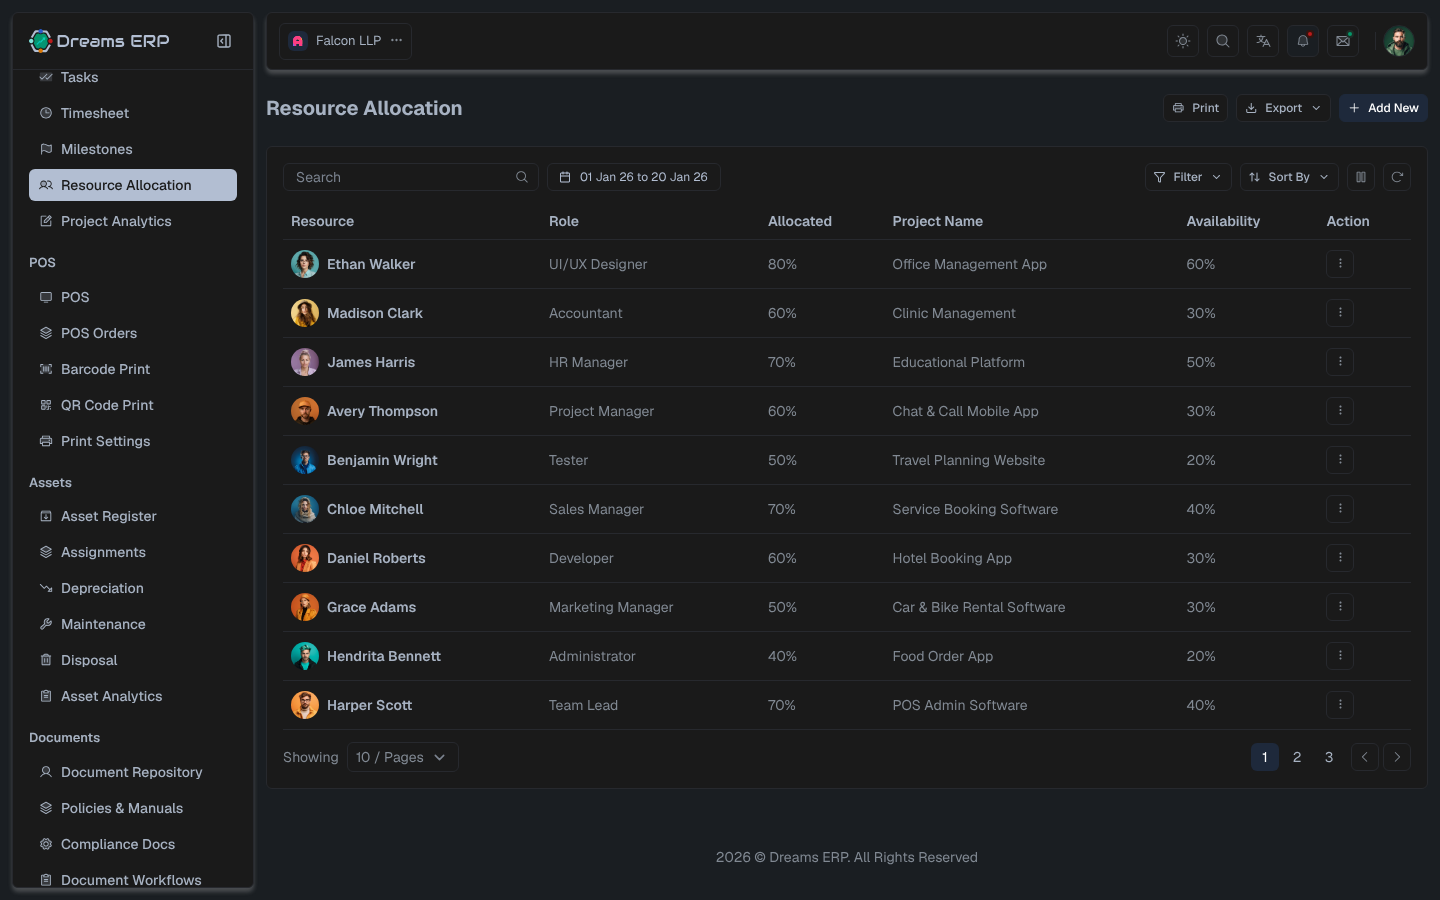 Dreams ERP
Tasks
Timesheet
Milestones
Resource Allocation
Project Analytics
POS
POS
POS Orders
Barcode Print
QR Code Print
Print Settings
Assets
Asset Register
Assignments
Depreciation
Maintenance
Disposal
Asset Analytics
Documents
Document Repository
Policies & Manuals
Compliance Docs
Document Workflows
Falcon LLP
Resource Allocation
Print
Export
Add New
Search
01 Jan 26 to 20 Jan 26
Filter
Sort By
Resource Role Allocated Project Name Availability Action
Ethan Walker UI/UX Designer 80% Office Management App 60%
Madison Clark Accountant 60% Clinic Management 30%
James Harris HR Manager 70% Educational Platform 50%
Avery Thompson Project Manager 60% Chat & Call Mobile App 30%
Benjamin Wright Tester 50% Travel Planning Website 20%
Chloe Mitchell Sales Manager 70% Service Booking Software 40%
Daniel Roberts Developer 60% Hotel Booking App 30%
Grace Adams Marketing Manager 50% Car & Bike Rental Software 30%
Hendrita Bennett Administrator 40% Food Order App 20%
Harper Scott Team Lead 70% POS Admin Software 40%
Showing 10 / Pages
1 2 3
2026 © Dreams ERP. All Rights Reserved